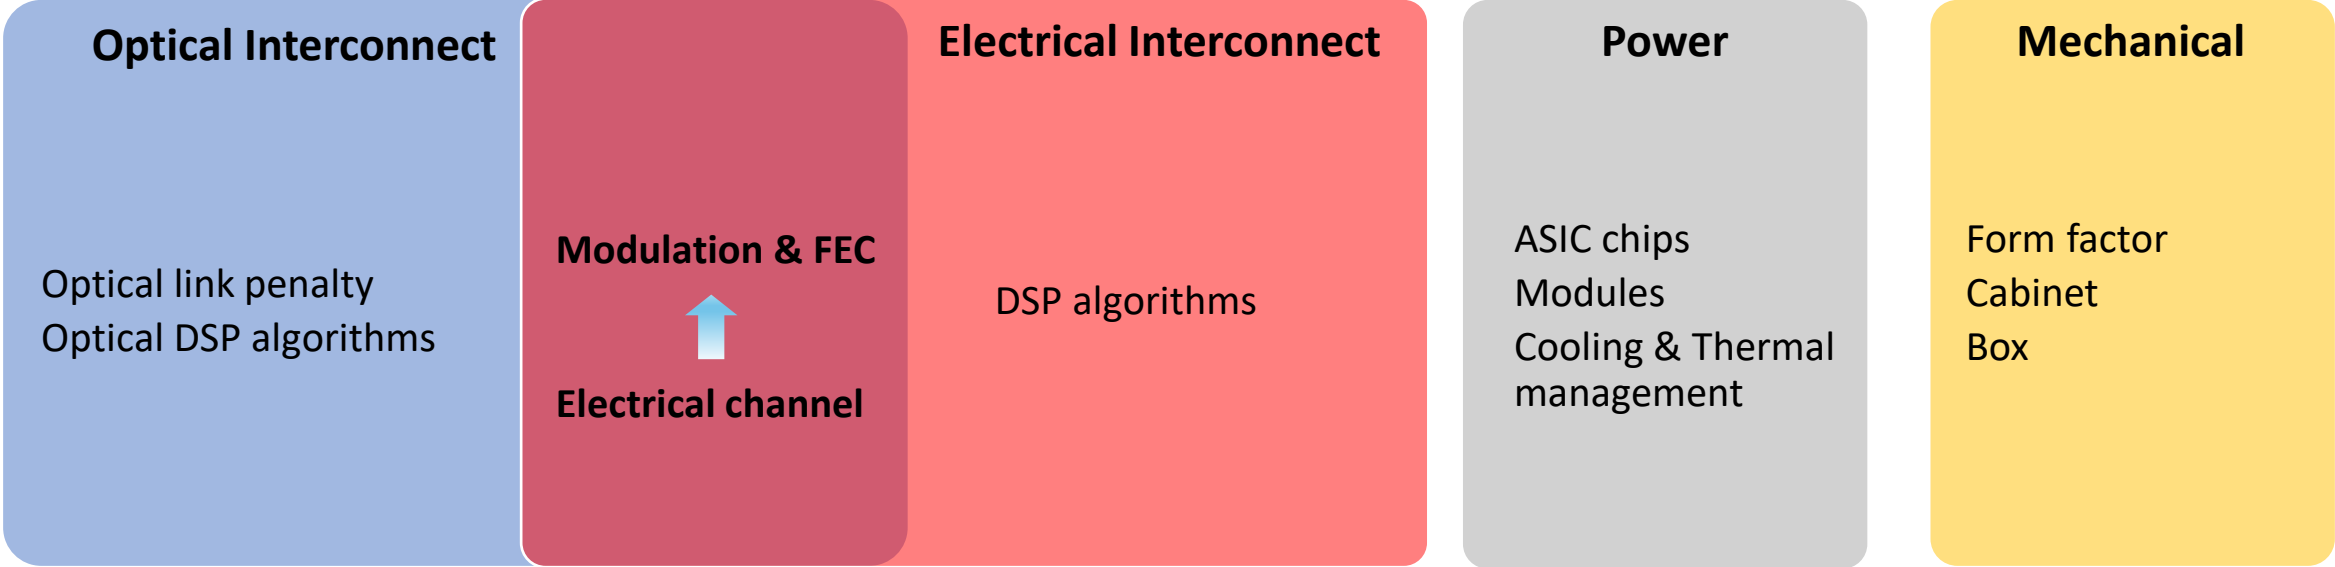 Optical Interconnect
Optical link penalty
Optical DSP algorithms
Modulation & FEC
Electrical channel
Electrical Interconnect
DSP algorithms
Power
ASIC chips
Modules
Cooling & Thermal
management
Mechanical
Form factor
Cabinet
Box